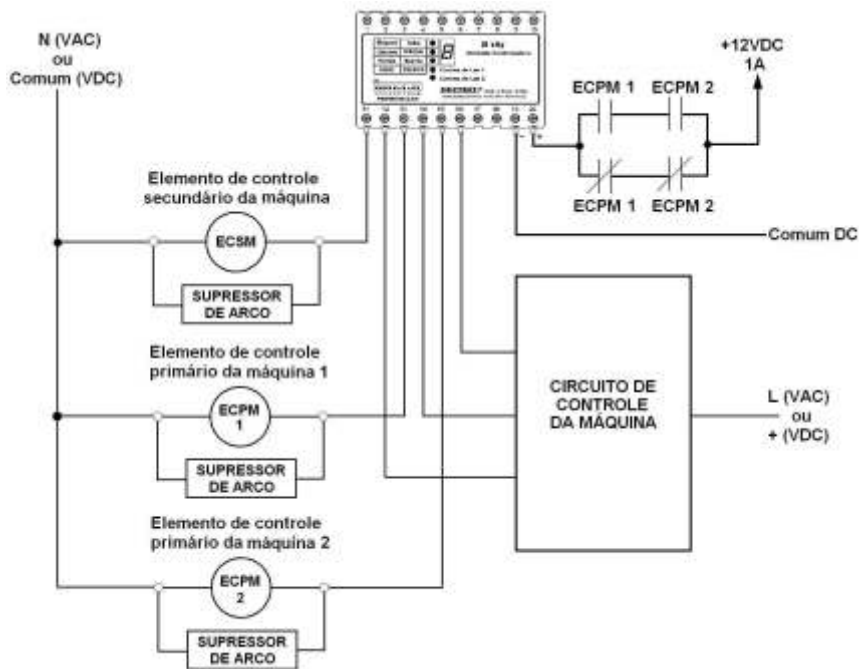 N (VAC)
ou
Comum (VDC)
+12VDC
1A
ECPM 1
ECPM 2
ECPM 1
ECPM 2
Comum DC
Elemento de controle
secundário da máquina
ECSM
SUPRESSOR
DE ARCO
Elemento de controle
primário da máquina 1
ECPM
1
SUPRESSOR
DE ARCO
Elemento de controle
primário da máquina 2
ECPM
2
SUPRESSOR
DE ARCO
CIRCUITO DE
CONTROLE
DA MÁQUINA
L (VAC)
ou
+ (VDC)